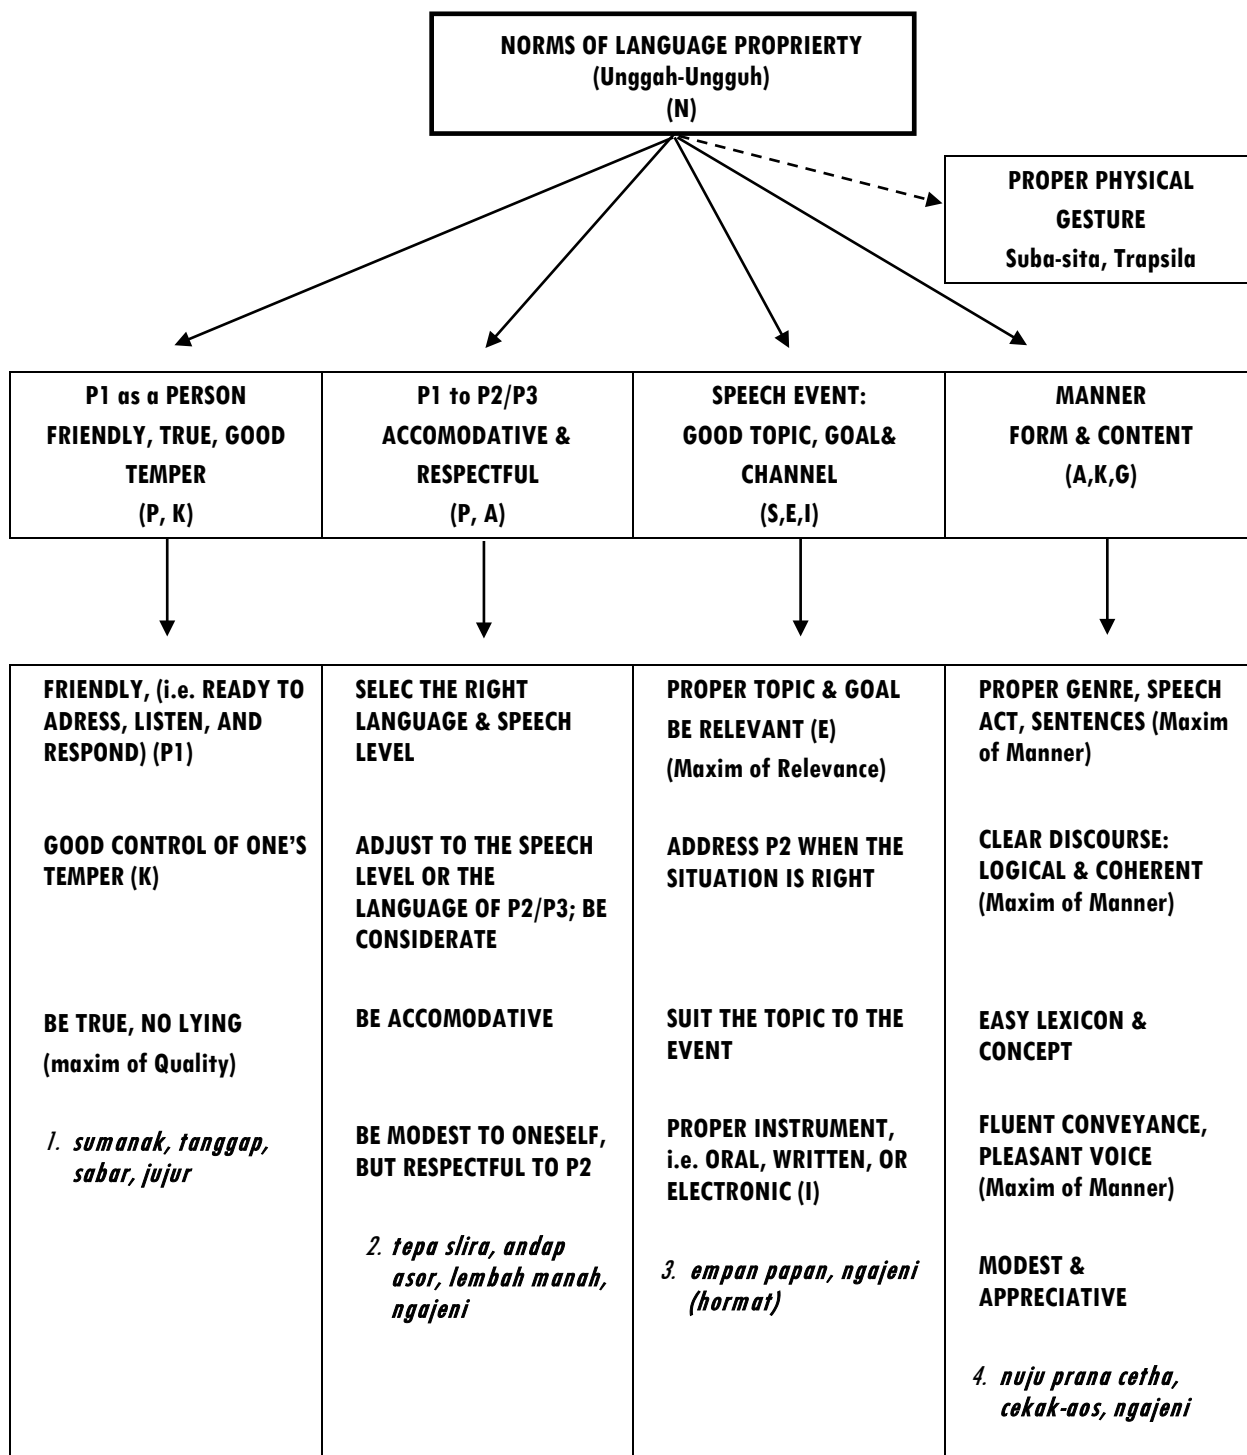 NORMS OF LANGUAGE PROPRIERTY
(Unggah-Ungguh)
(N)
PROPER PHYSICAL
GESTURE
Suba-sita, Trapsila
P1 as a PERSON
FRIENDLY, TRUE, GOOD
TEMPER
(P, K)
P1 to P2/P3
ACCOMODATIVE &
RESPECTFUL
(P, A)
SPEECH EVENT:
GOOD TOPIC, GOAL&
CHANNEL
(S,E,I)
MANNER
FORM & CONTENT
(A,K,G)
FRIENDLY, (i.e. READY TO
ADRESS, LISTEN, AND
RESPOND) (P1)
GOOD CONTROL OF ONE'S
TEMPER (K)
BE TRUE, NO LYING
(maxim of Quality)
1. sumanak, tanggap,
sabar, jujur
SELEC THE RIGHT
LANGUAGE & SPEECH
LEVEL
ADJUST TO THE SPEECH
LEVEL OR THE
LANGUAGE OF P2/P3; BE
CONSIDERATE
BE ACCOMODATIVE
BE MODEST TO ONESELF,
BUT RESPECTFUL TO P2
2. tepa slira, andap
asor, lembah manah,
ngajeni
PROPER TOPIC & GOAL
BE RELEVANT (E)
(Maxim of Relevance)
ADDRESS P2 WHEN THE
SITUATION IS RIGHT
SUIT THE TOPIC TO THE
EVENT
PROPER INSTRUMENT,
i.e. ORAL, WRITTEN, OR
ELECTRONIC (I)
3. empan papan, ngajeni
(hormat)
PROPER GENRE, SPEECH
ACT, SENTENCES (Maxim
of Manner)
CLEAR DISCOURSE:
LOGICAL & COHERENT
(Maxim of Manner)
EASY LEXICON &
CONCEPT
FLUENT CONVEYANCE,
PLEASANT VOICE
(Maxim of Manner)
MODEST &
APPRECIATIVE
4. nuju prana cetha,
cekak-aos, ngajeni